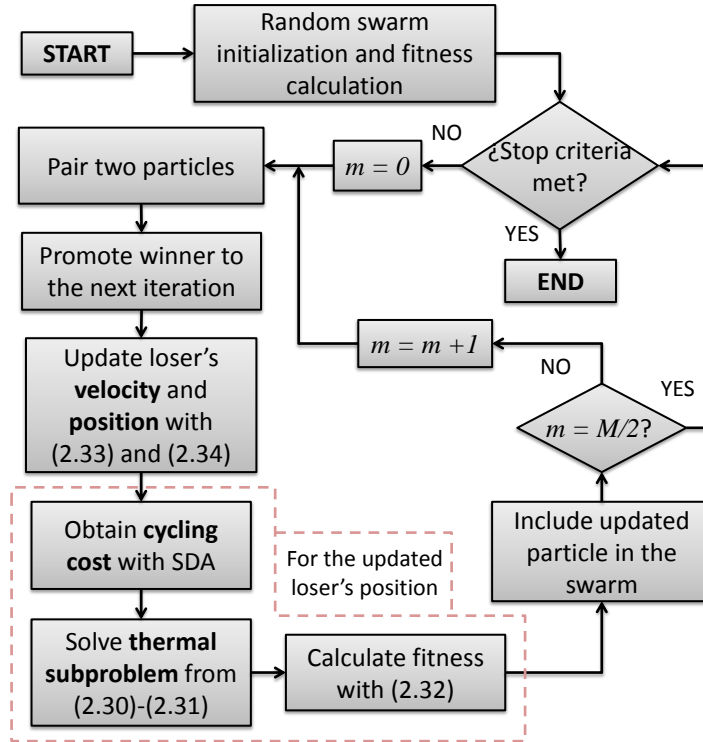 START
Random swarm
initialization and fitness
calculation
¿Stop criteria
met?
NO
m = 0
YES
END
Pair two particles
Promote winner to
the next iteration
Update loser's
velocity and
position with
(2.33) and (2.34)
Obtain cycling
cost with SDA
For the updated
loser's position
Solve thermal
subproblem from
(2.30)-(2.31)
Calculate fitness
with (2.32)
Include updated
particle in the
swarm
m = M/2?
NO
YES
m = m +1